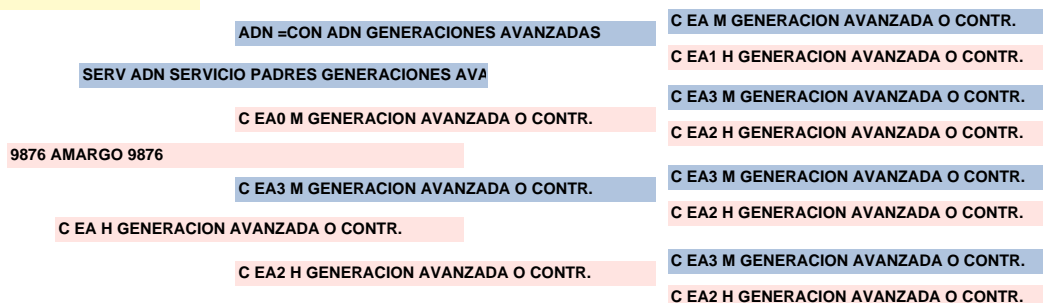 C EA M GENERACION AVANZADA O CONTR.
ADN =CON ADN GENERACIONES AVANZADAS
C EA1 H GENERACION AVANZADA O CONTR.
SERV ADN SERVICIO PADRES GENERACIONES AVA
C EA3 M GENERACION AVANZADA O CONTR.
C EA0 M GENERACION AVANZADA O CONTR.
C EA2 H GENERACION AVANZADA O CONTR.
9876 AMARGO 9876
C EA3 M GENERACION AVANZADA O CONTR.
C EA3 M GENERACION AVANZADA O CONTR.
C EA2 H GENERACION AVANZADA O CONTR.
C EA H GENERACION AVANZADA O CONTR.
C EA3 M GENERACION AVANZADA O CONTR.
C EA2 H GENERACION AVANZADA O CONTR.
C EA2 H GENERACION AVANZADA O CONTR.